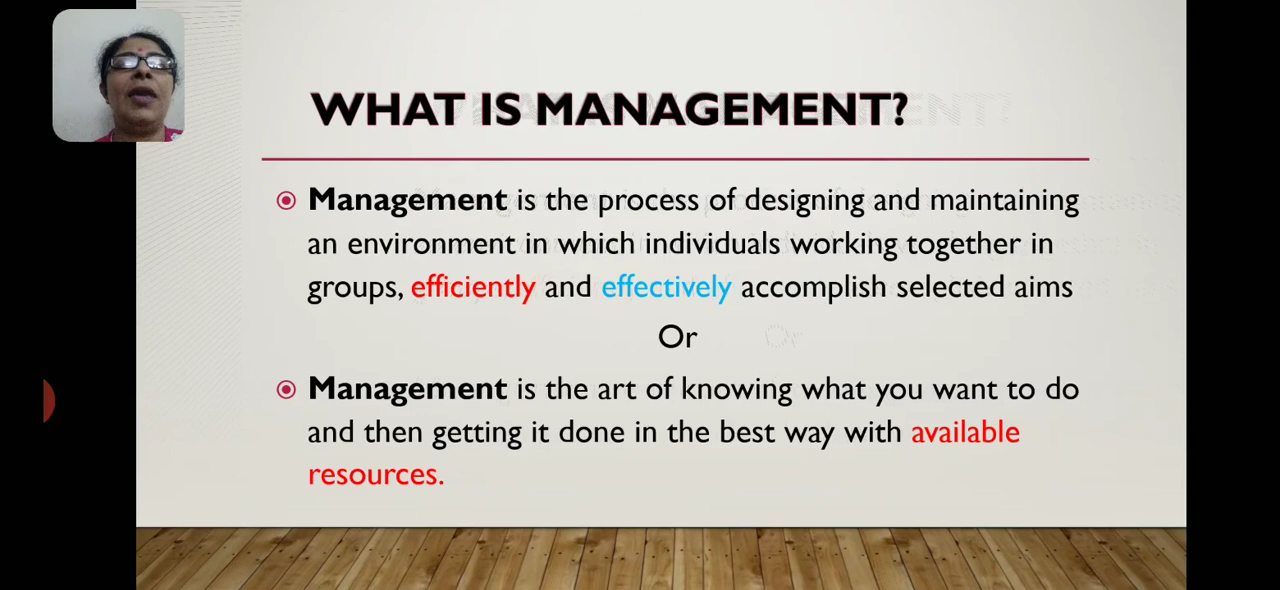 WHAT IS MANAGEMENT?
Management is the process of designing and maintaining
an environment in which individuals working together in
groups, efficiently and effectively accomplish selected aims
Or
Management is the art of knowing what you want to do
and then getting it done in the best way with available
resources.